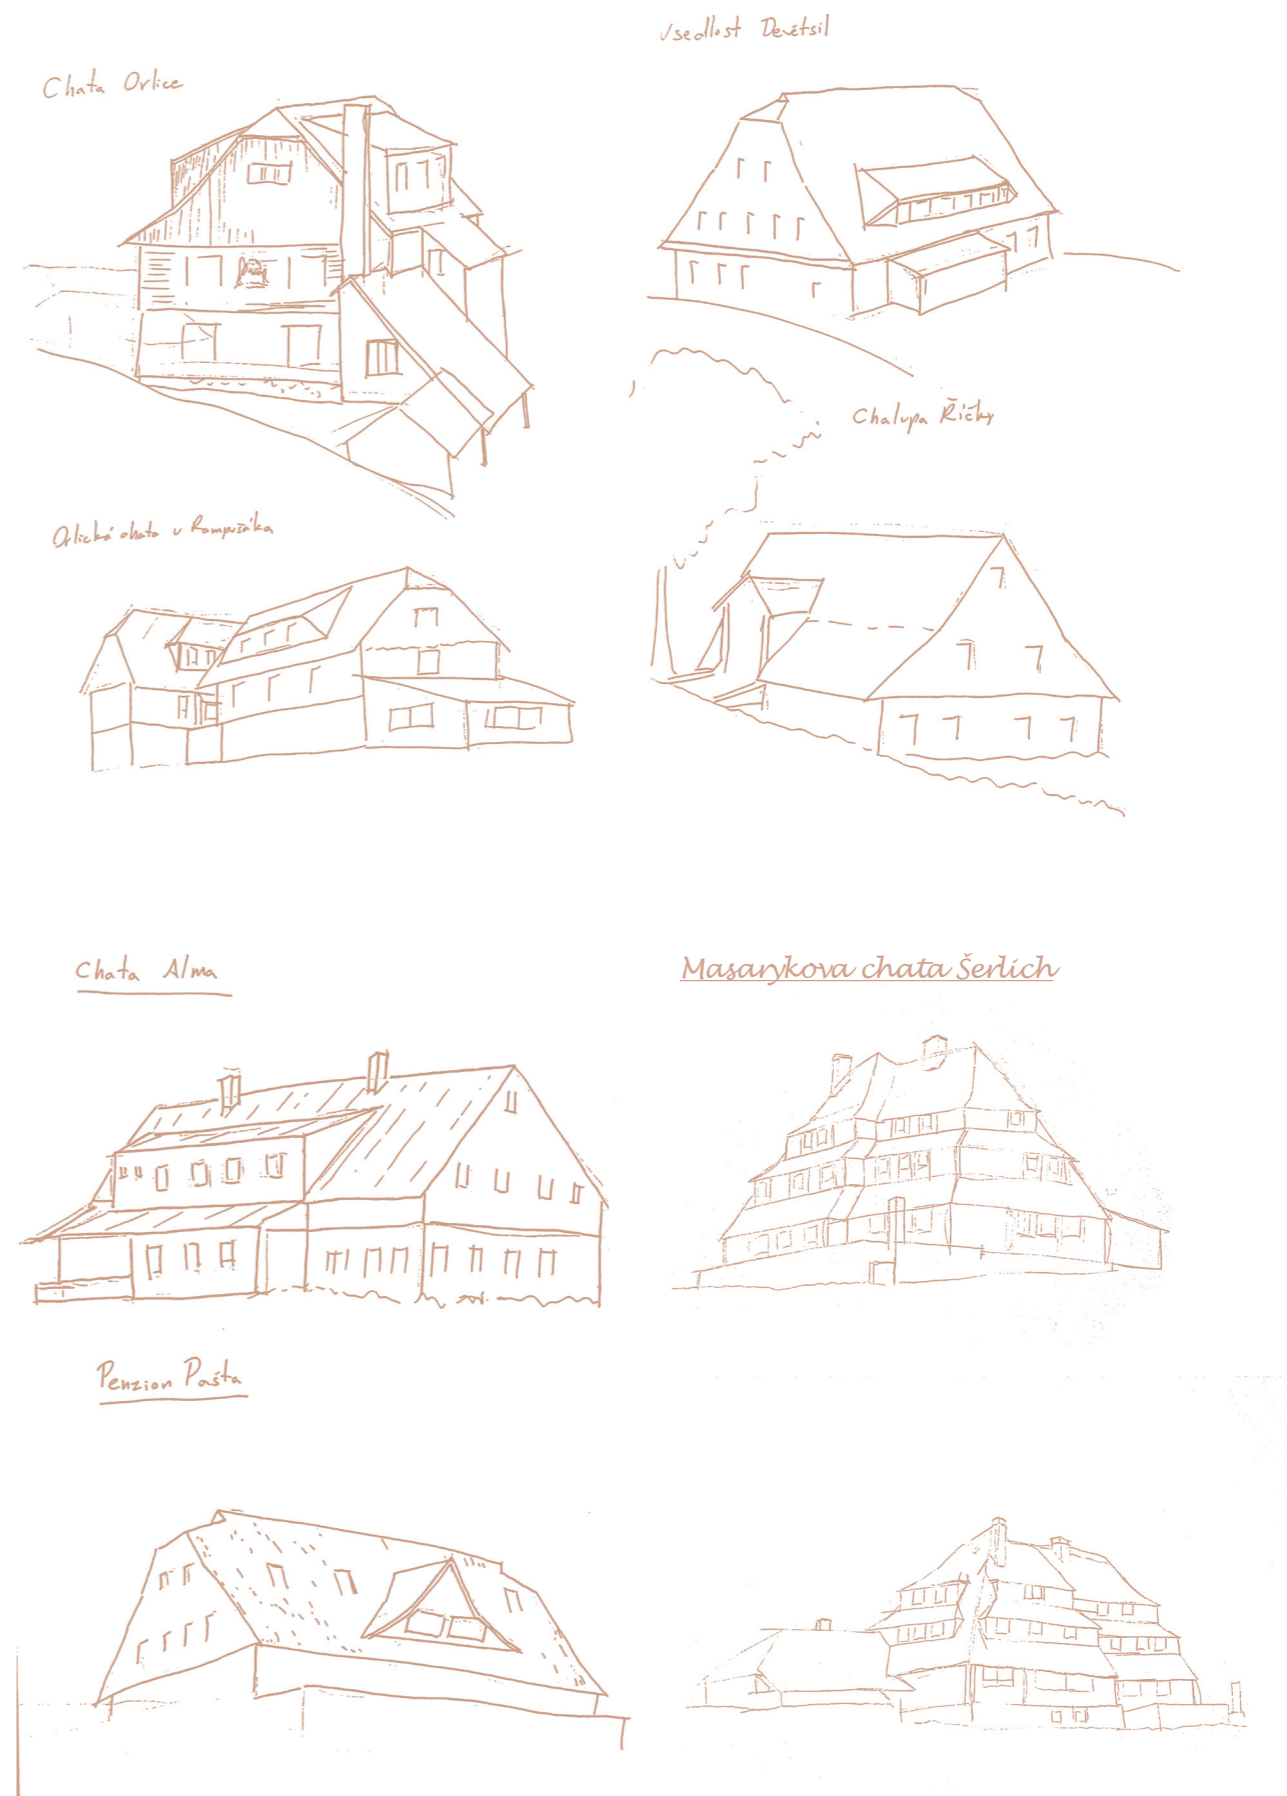 Usedlost Devětsil
Chata Orlice
Chalupa Říčky
Orlická chata u Rampušáka
Chata Alma
Masarykova chata Šerlich
Penzion Pašta